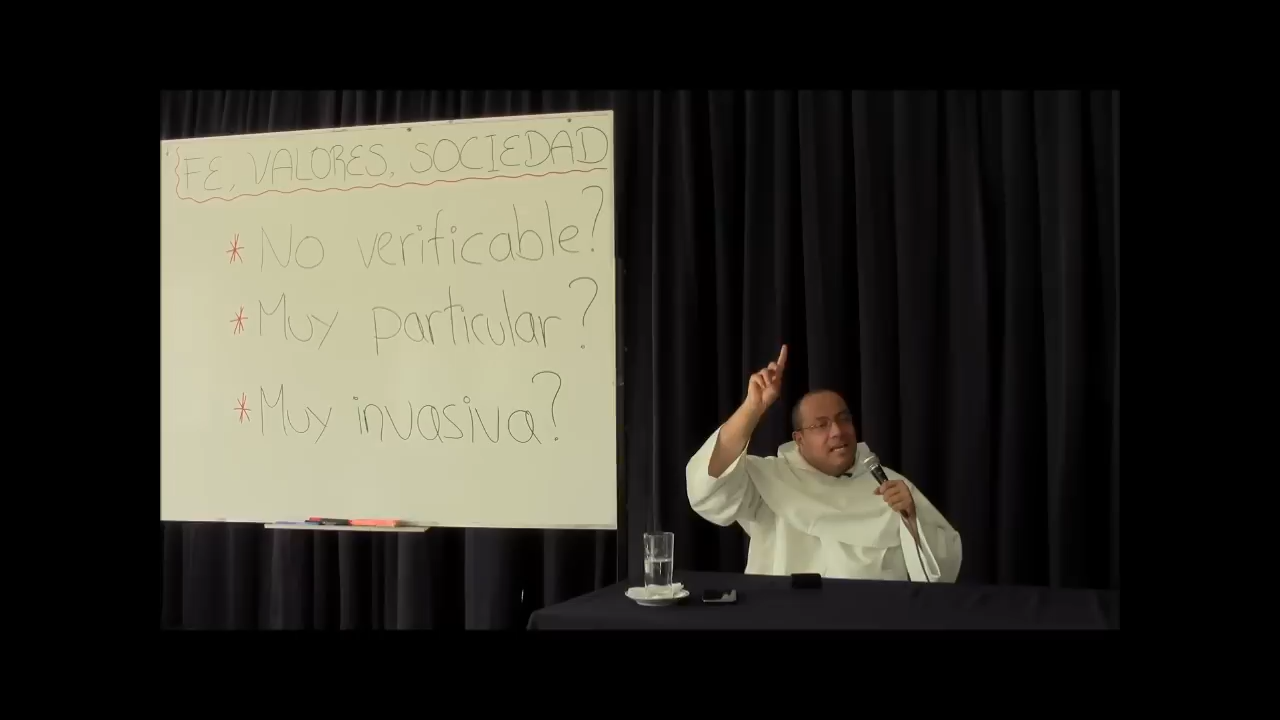 FE, VALORES, SOCIEDAD
* No verificable?
* Muy particular?
* Muy invasiva?